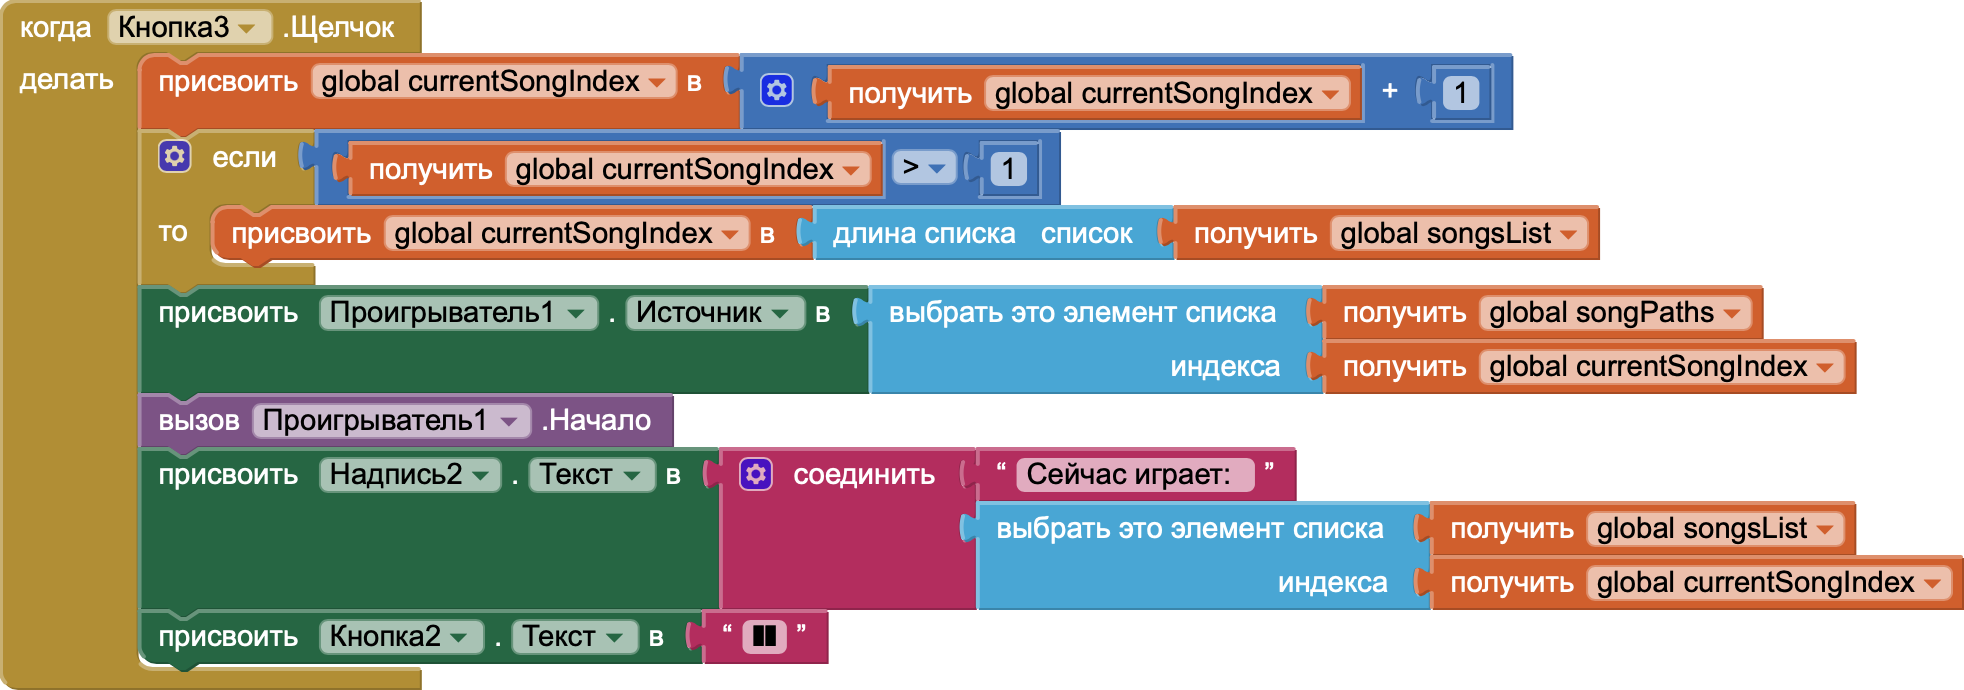 когда Кнопка3 .Щелчок
делать присвоить global currentSongIndex в получить global currentSongIndex + 1
если получить global currentSongIndex > 1
то присвоить global currentSongIndex в длина списка список получить global songsList
присвоить Проигрыватель1 . Источник в выбрать это элемент списка получить global songPaths
индекса получить global currentSongIndex
вызов Проигрыватель1 .Начало
присвоить Надпись2 . Текст в соединить “ Сейчас играет: ”
выбрать это элемент списка получить global songsList
индекса получить global currentSongIndex
присвоить Кнопка2 . Текст в “ ▮▮ ”